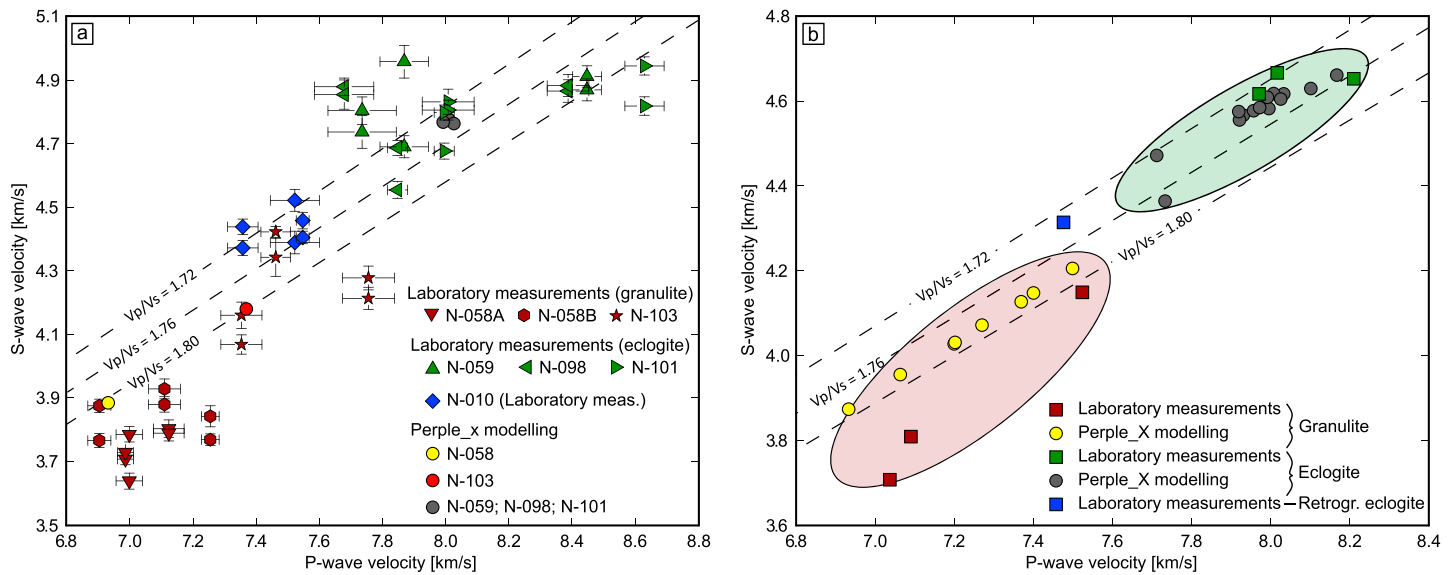 a
5.1
4.9
4.7
4.5
4.3
4.1
3.9
3.7
3.5
S-wave velocity [km/s]
Vp/Vs = 1.72
Vp/Vs = 1.76
Vp/Vs = 1.80
Laboratory measurements (granulite)
N-058A N-058B N-103
Laboratory measurements (eclogite)
N-059 N-098 N-101
N-010 (Laboratory meas.)
Perple_x modelling
N-058
N-103
N-059; N-098; N-101
6.8 7.0 7.2 7.4 7.6 7.8 8.0 8.2 8.4 8.6 8.8
P-wave velocity [km/s]
b
4.8
4.6
4.4
4.2
4.0
3.8
3.6
S-wave velocity [km/s]
Vp/Vs = 1.80
Vp/Vs = 1.72
Vp/Vs = 1.76
Laboratory measurements
Perple_X modelling
Granulite
Laboratory measurements
Perple_X modelling
Eclogite
Laboratory measurements Retrogr. eclogite
7.0 7.2 7.4 7.6 7.8 8.0 8.2 8.4
6.8
P-wave velocity [km/s]